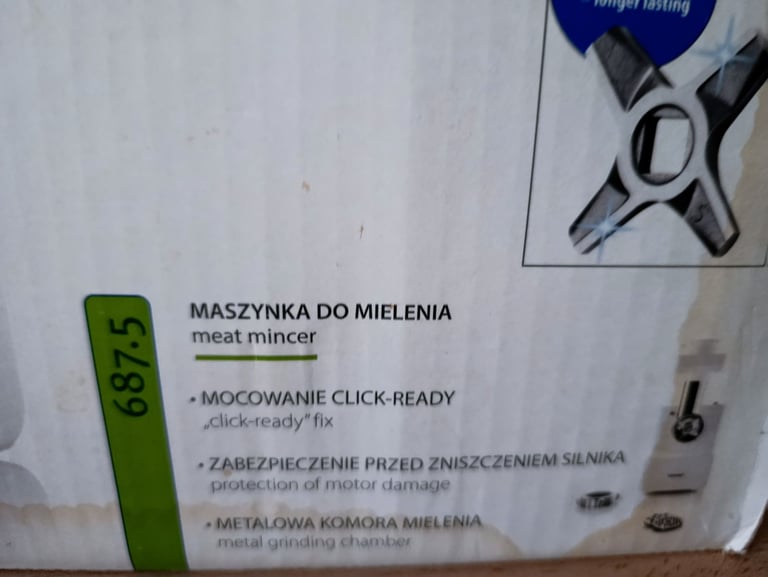 longer lasting
687.5
MASZYNKA DO MIELENIA
meat mincer
• MOCOWANIE CLICK-READY
„click-ready” fix
• ZABEZPIECZENIE PRZED ZNISZCZENIEM SILNIKA
protection of motor damage
• METALOWA KOMORA MIELENIA
metal grinding chamber